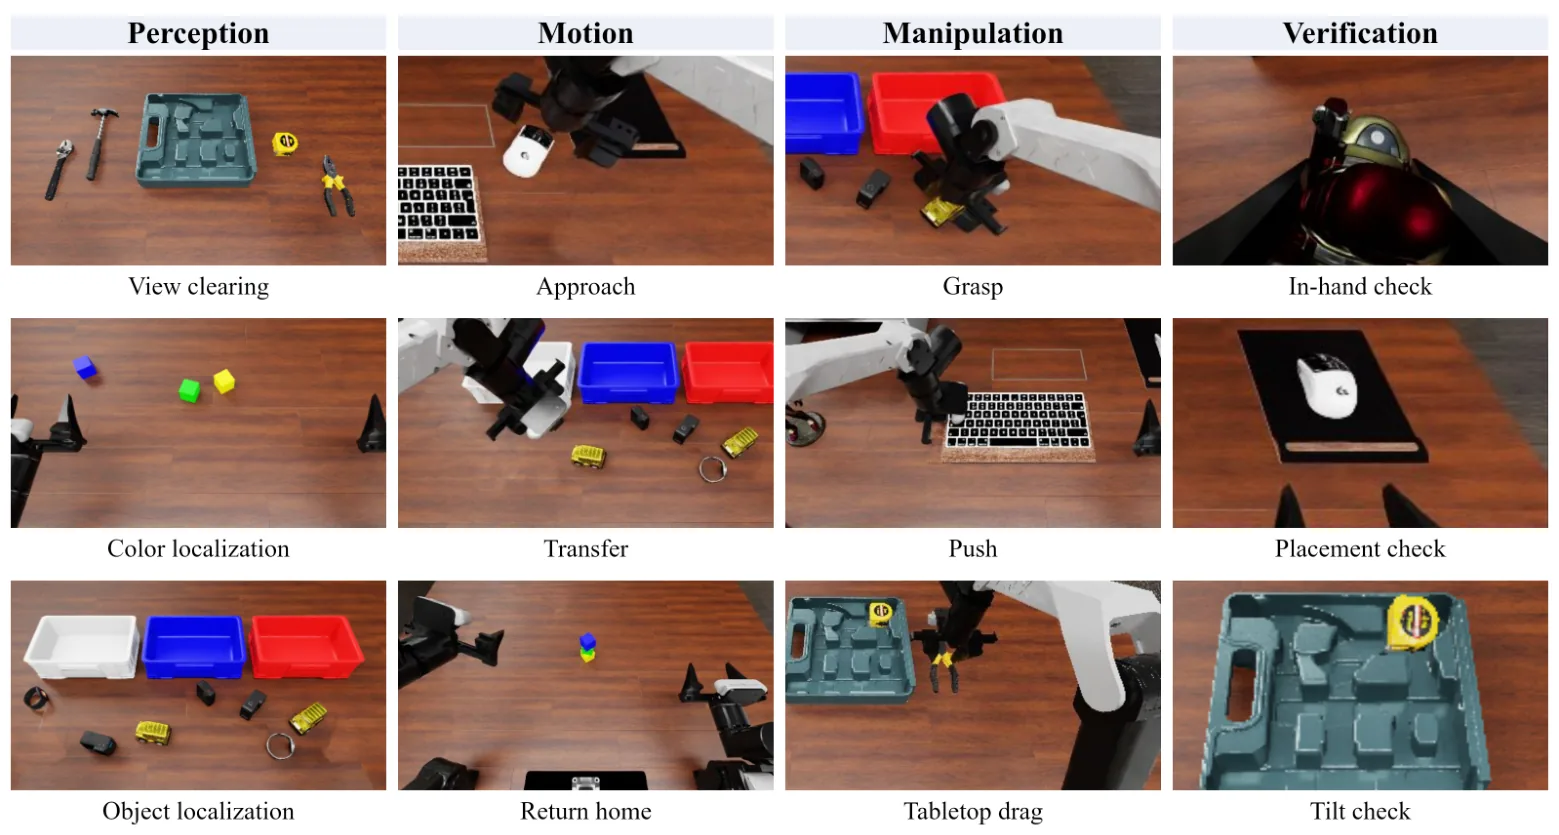 Perception
Motion
Manipulation
Verification
View clearing
Approach
Grasp
In-hand check
Color localization
Transfer
Push
Placement check
Object localization
Return home
Tabletop drag
Tilt check